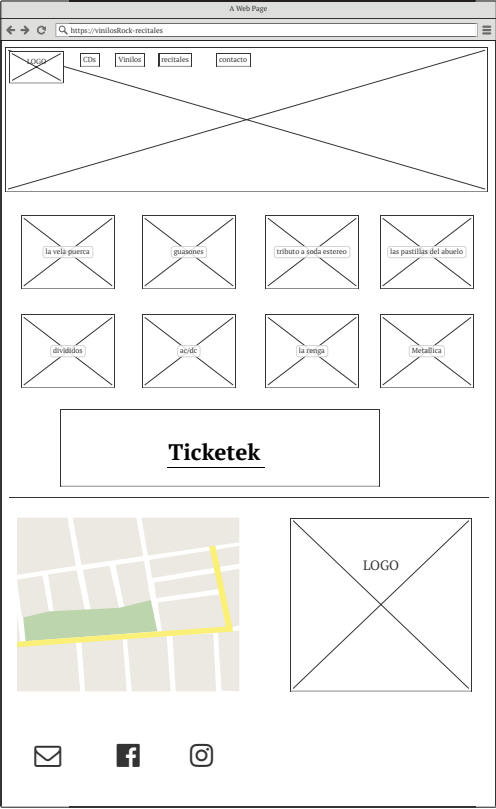 A Web Page
https://vinilosRock-recitales
LOGO
CDs
Vinilos
recitales
contacto
la vela puerca
guasones
tributo a soda estereo
las pastillas del abuelo
divididos
ac/dc
la renga
Metallica
Ticketek
LOGO